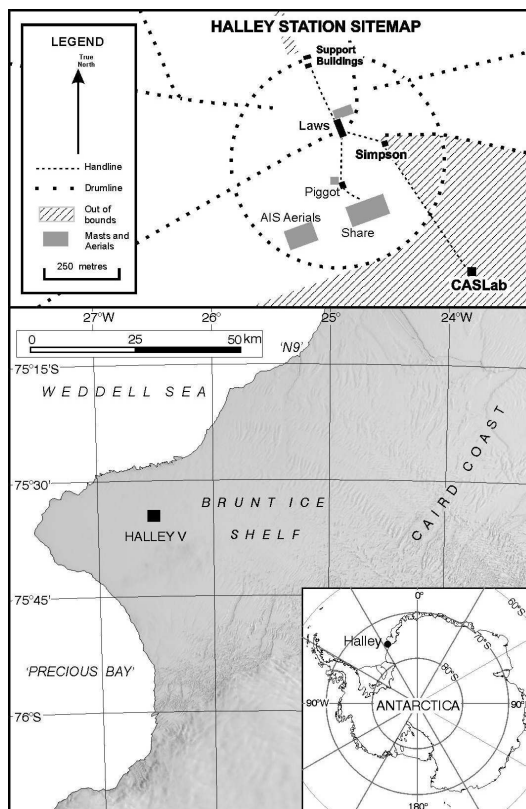 HALLEY STATION SITEMAP
LEGEND
True
North
Handline
Drumline
Out of
bounds
Masts and
Aerials
250 metres
Support
Buildings
Laws
Simpson
Piggot
AIS Aerials
Share
CASLab
27°W
26°
25°
24°W
0
25
50
km
'N9'
75°15'S
WEDDELL SEA
CAIRD COAST
75°30'
BRUNT ICE
SHELF
HALLEY V
75°45'
'PRECIOUS BAY'
76°S
0°
60°S
70°S
80°S
Halley
90°W
ANTARCTICA
90°
180°